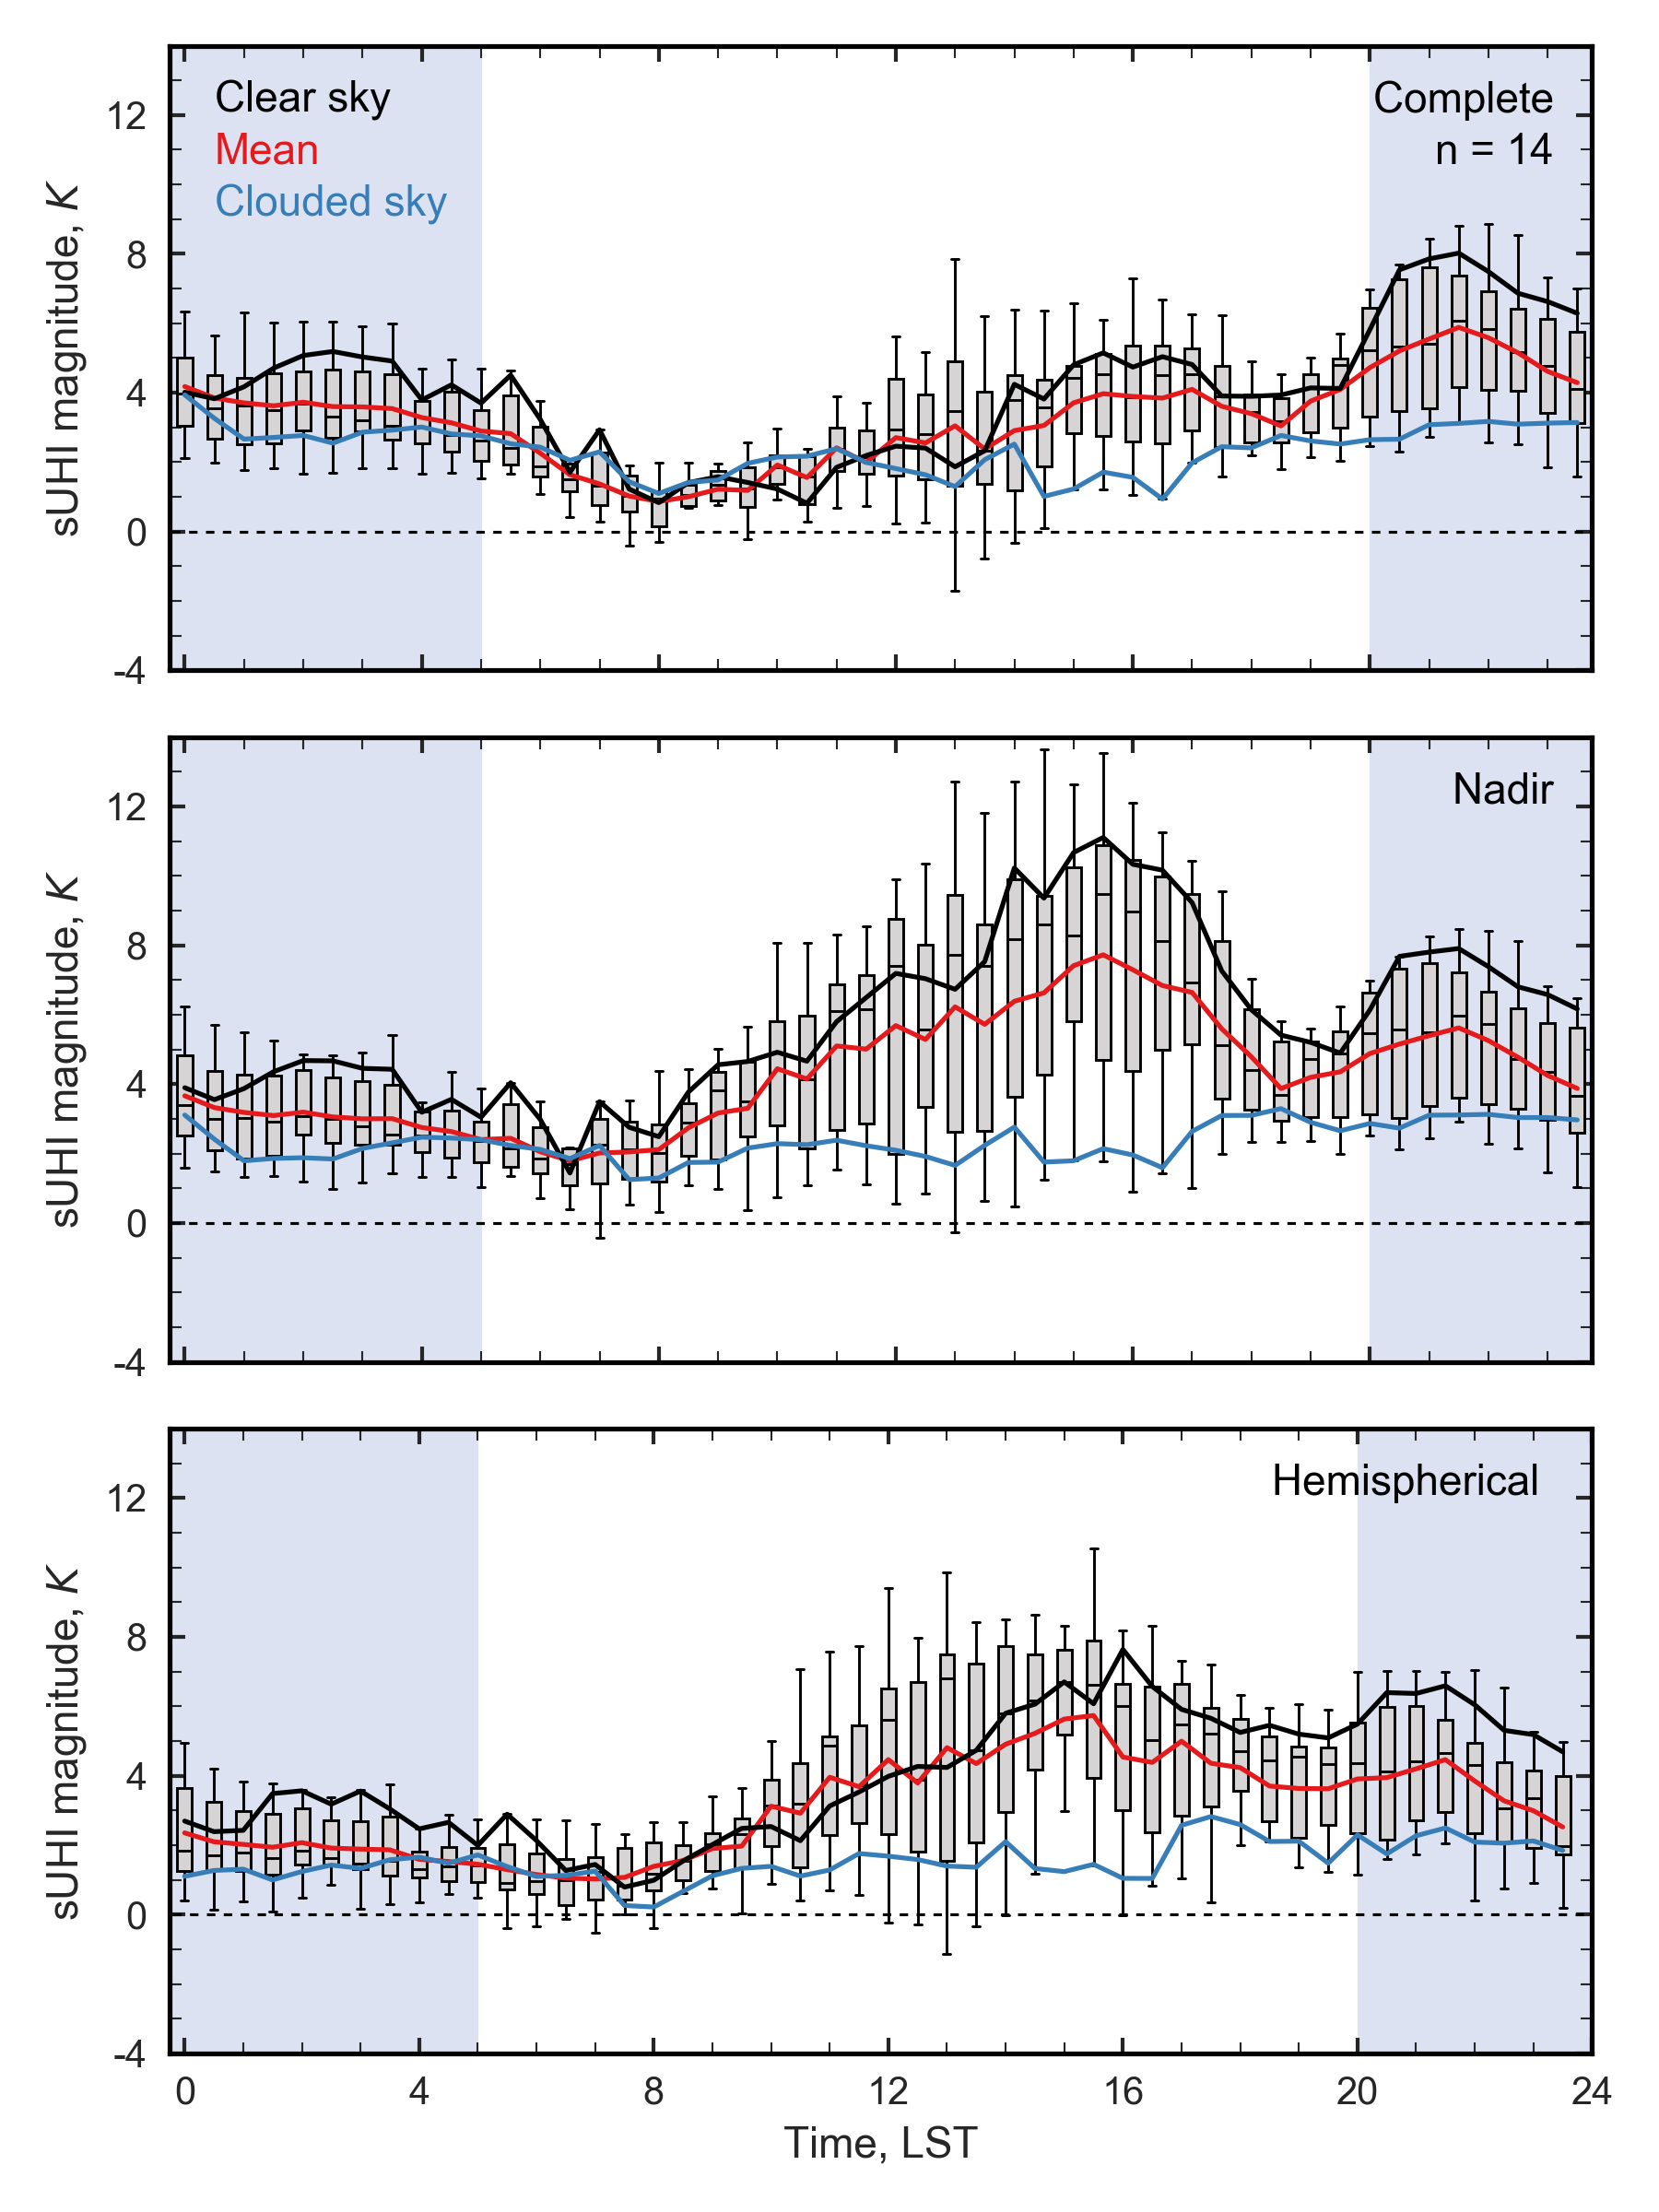 Clear sky
Mean
Clouded sky
Complete
n = 14
12
8
4
0
-4
sUHI magnitude, K
Nadir
12
8
4
0
-4
sUHI magnitude, K
Hemispherical
12
8
4
0
-4
sUHI magnitude, K
0 4 8 12 16 20 24
Time, LST